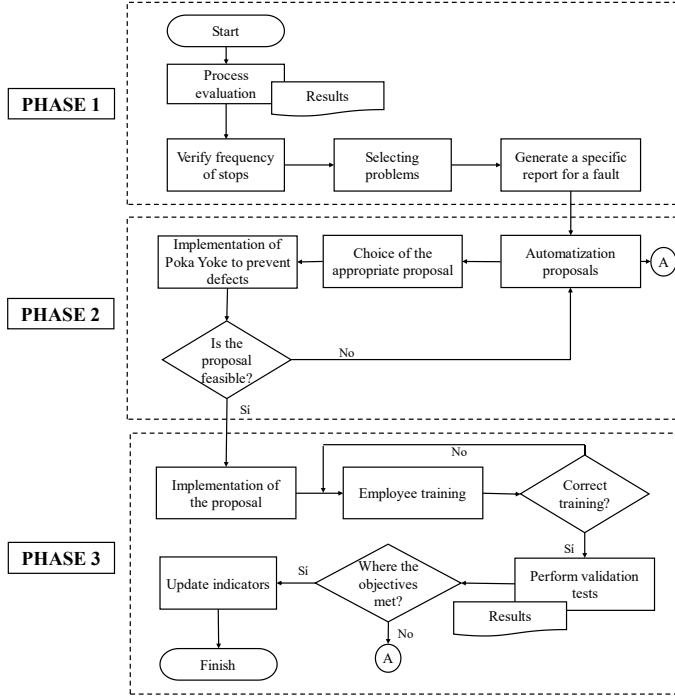 PHASE 1
Start
Process
evaluation
Results
Verify frequency
of stops
Selecting
problems
Generate a specific
report for a fault
PHASE 2
Implementation of
Poka Yoke to prevent
defects
Choice of the
appropriate proposal
Automatization
proposals
A
Is the
proposal
feasible?
No
Sí
PHASE 3
No
Implementation of
the proposal
Employee training
Correct
training?
Sí
Update indicators
Sí
Where the
objectives
met?
Perform validation
tests
Results
No
Finish
A